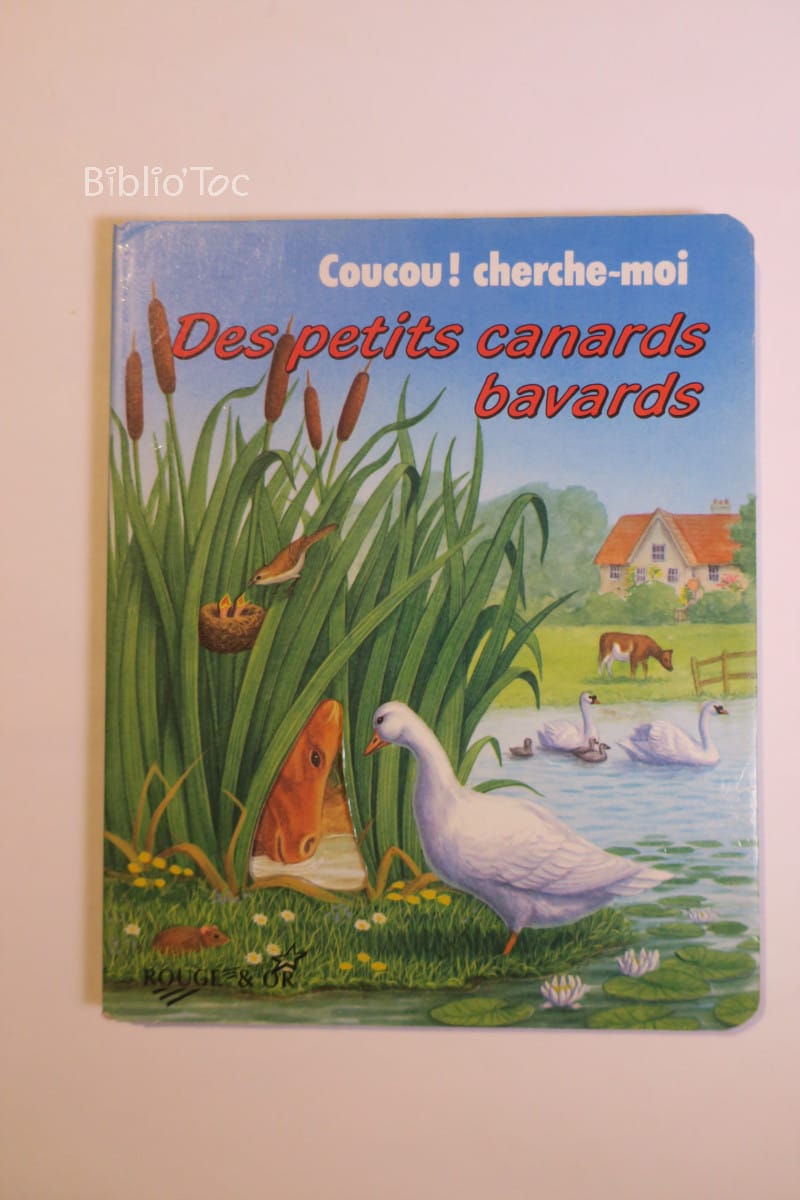 Biblio'Toc
Coucou! cherche-moi
Des petits canards
bavards
ROUGE & OR